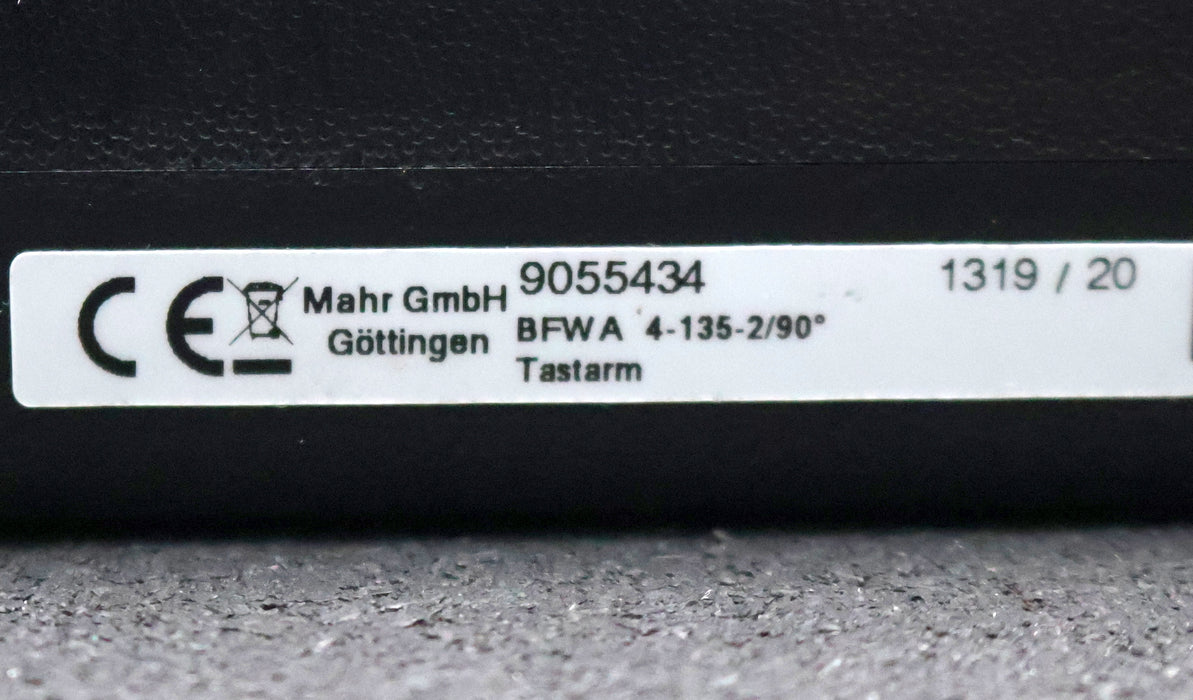 CE Mahr GmbH 9055434 1319 / 20
Göttingen BFW A 4-135-2/90°
Tastarm